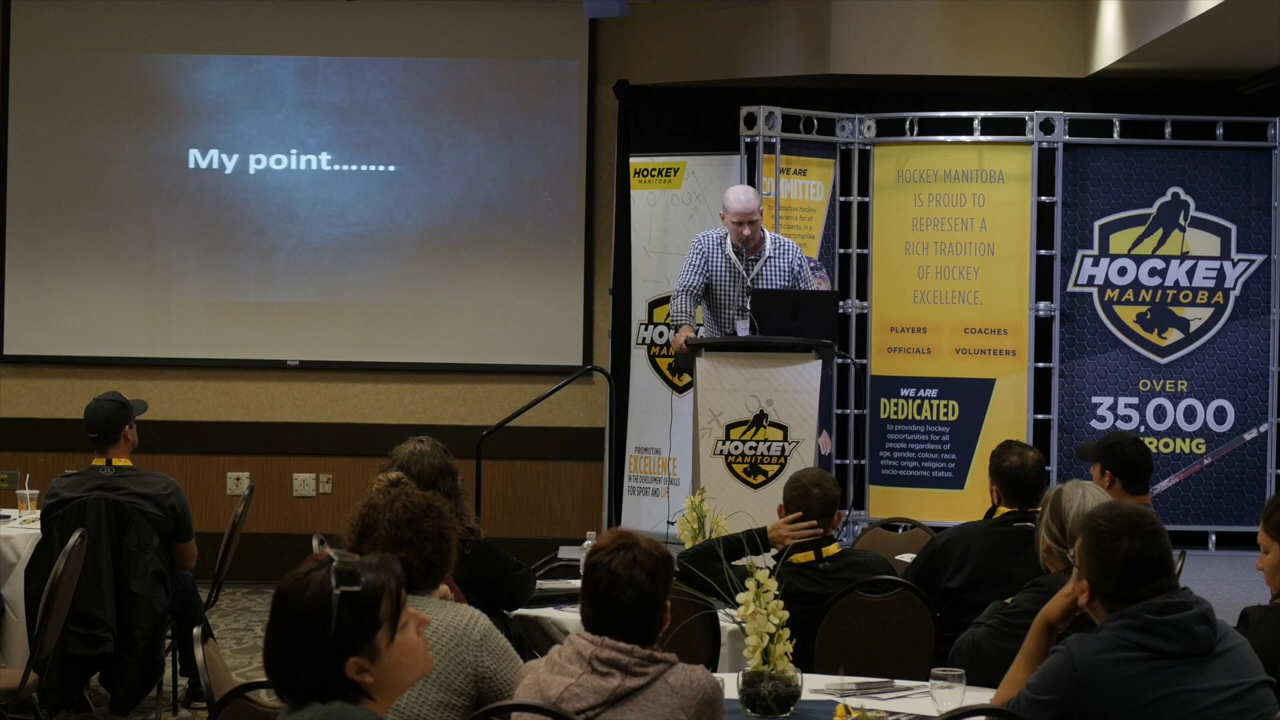 My point.......
HOCKEY
MANITOBA
WE ARE
COMMITTED
HOCKEY MANITOBA
IS PROUD TO
REPRESENT A
RICH TRADITION
OF HOCKEY
EXCELLENCE.
PLAYERS
COACHES
OFFICIALS
VOLUNTEERS
WE ARE
DEDICATED
to providing hockey
opportunities for all
people regardless of
age, gender, colour, race,
ethnic origin, religion or
socio-economic status.
HOCKEY
MANITOBA
OVER
35,000
STRONG
PROMOTING
EXCELLENCE
IN THE DEVELOPMENT OF SKILLS
FOR SPORT AND LIFE
HOCKEY
MANITOBA